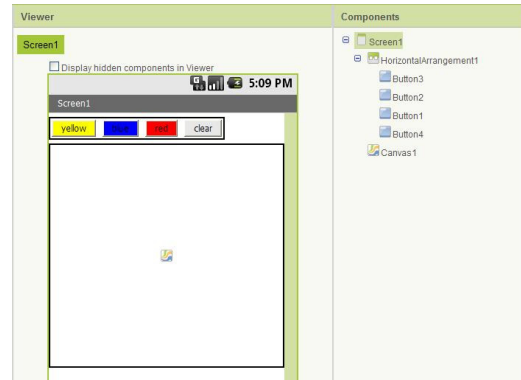 Viewer
Components
Screen1
Display hidden components in Viewer
5:09 PM
Screen1
yellow
blue
red
clear
Screen1
HorizontalArrangement1
Button3
Button2
Button1
Button4
Canvas1